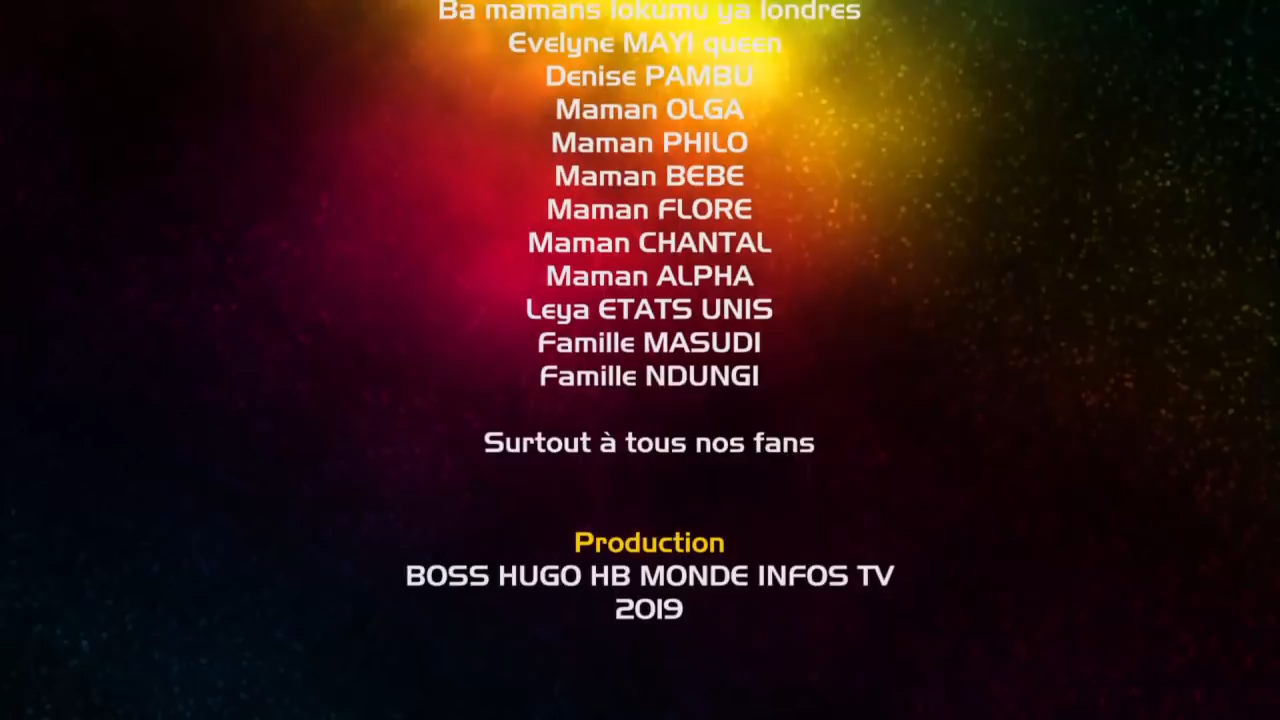 Ba mamans lokumu ya londres
Evelyne MAYI queen
Denise PAMBU
Maman OLGA
Maman PHILO
Maman BEBE
Maman FLORE
Maman CHANTAL
Maman ALPHA
Leya ETATS UNIS
Famille MASUDI
Famille NDUNGI
Surtout à tous nos fans
Production
BOSS HUGO HB MONDE INFOS TV
2019